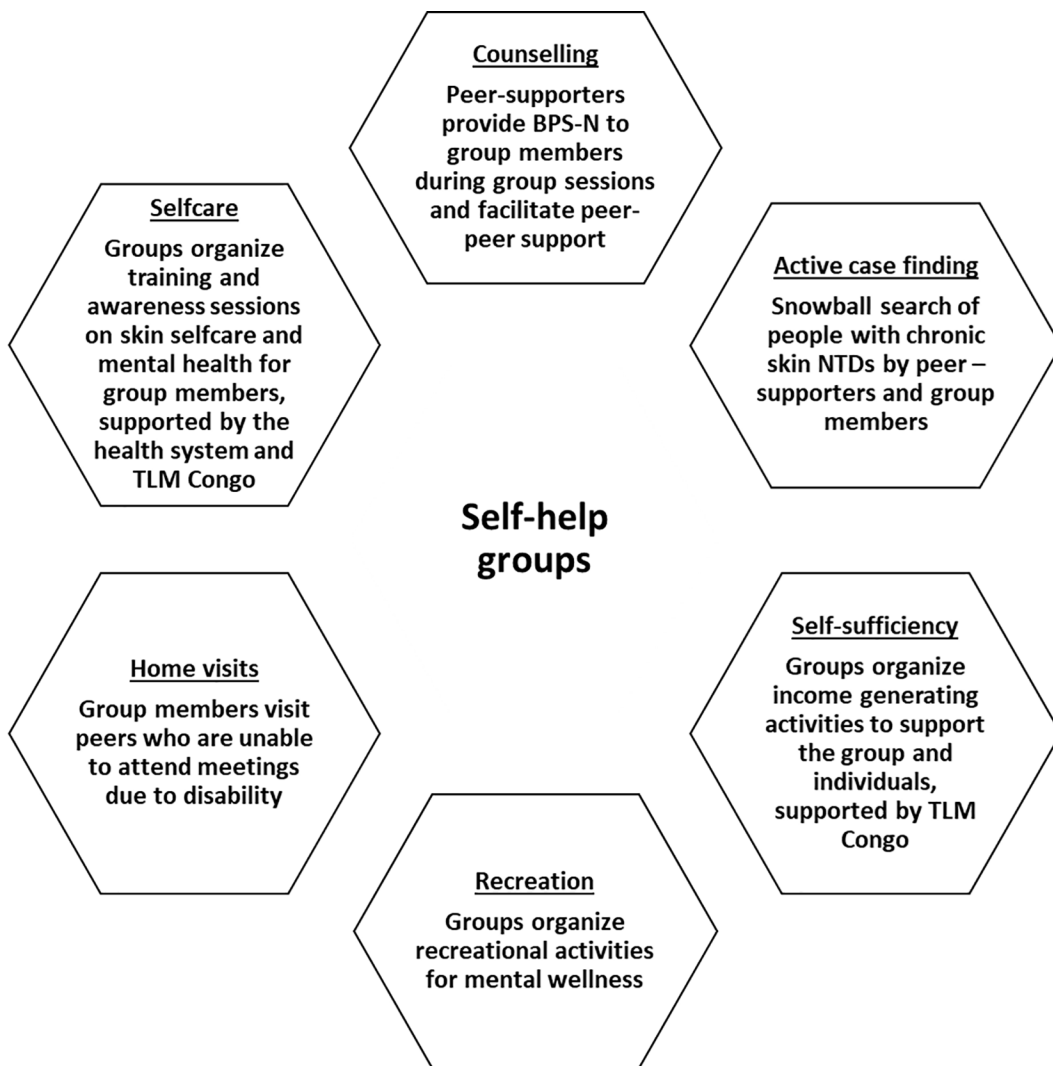 Counselling
Peer-supporters
provide BPS-N to
group members
during group sessions
and facilitate peer-
peer support
Active case finding
Snowball search of
people with chronic
skin NTDs by peer –
supporters and group
members
Self-sufficiency
Groups organize
income generating
activities to support
the group and
individuals,
supported by TLM
Congo
Recreation
Groups organize
recreational activities
for mental wellness
Home visits
Group members visit
peers who are unable
to attend meetings
due to disability
Selfcare
Groups organize
training and
awareness sessions
on skin selfcare and
mental health for
group members,
supported by the
health system and
TLM Congo
Self-help
groups